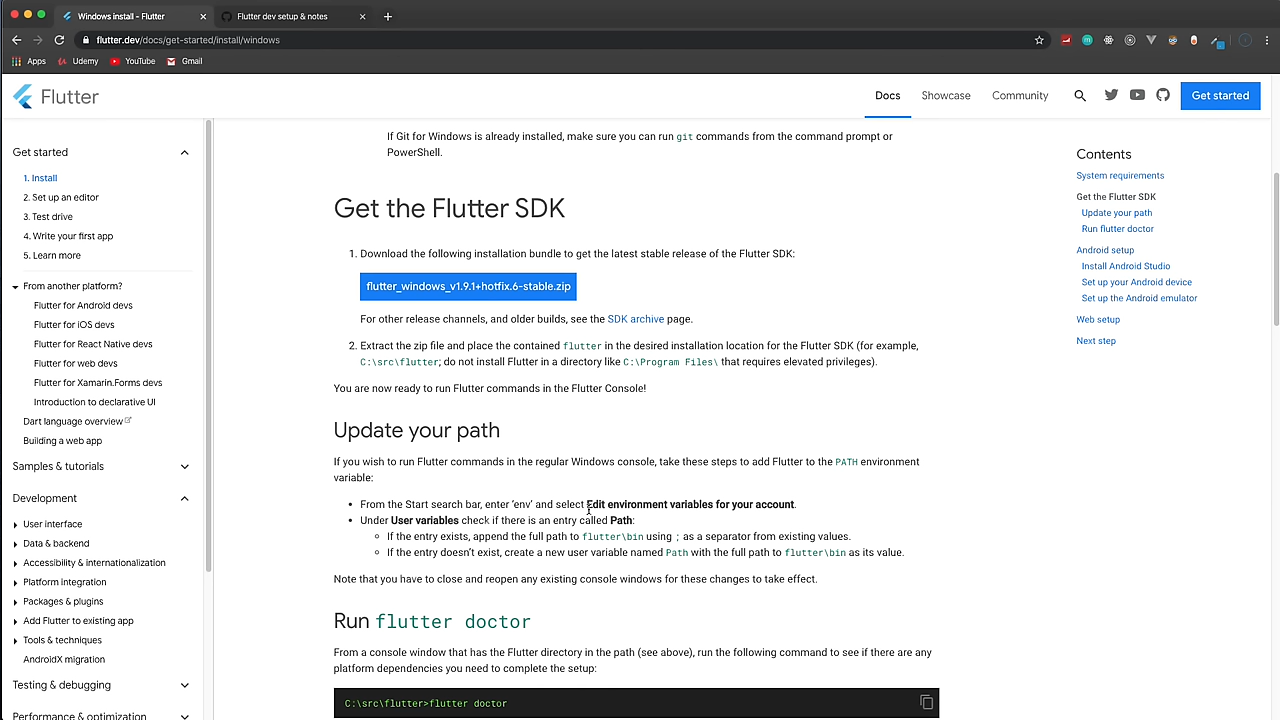 Windows install - Flutter
Flutter dev setup & notes
flutter.dev/docs/get-started/install/windows
Apps
Udemy
YouTube
Gmail
Flutter
Docs
Showcase
Community
Get started
Get started
1. Install
2. Set up an editor
3. Test drive
4. Write your first app
5. Learn more
From another platform?
Flutter for Android devs
Flutter for iOS devs
Flutter for React Native devs
Flutter for web devs
Flutter for Xamarin.Forms devs
Introduction to declarative UI
Dart language overview
Building a web app
Samples & tutorials
Development
User interface
Data & backend
Accessibility & internationalization
Platform integration
Packages & plugins
Add Flutter to existing app
Tools & techniques
AndroidX migration
Testing & debugging
Performance & optimization
If Git for Windows is already installed, make sure you can run git commands from the command prompt or
PowerShell.
Get the Flutter SDK
1. Download the following installation bundle to get the latest stable release of the Flutter SDK:
flutter_windows_v1.9.1+hotfix.6-stable.zip
For other release channels, and older builds, see the SDK archive page.
2. Extract the zip file and place the contained flutter in the desired installation location for the Flutter SDK (for example,
C:\src\flutter; do not install Flutter in a directory like C:\Program Files\ that requires elevated privileges).
You are now ready to run Flutter commands in the Flutter Console!
Update your path
If you wish to run Flutter commands in the regular Windows console, take these steps to add Flutter to the PATH environment
variable:
• From the Start search bar, enter 'env' and select Edit environment variables for your account.
• Under User variables check if there is an entry called Path:
If the entry exists, append the full path to flutter\bin using ; as a separator from existing values.
If the entry doesn't exist, create a new user variable named Path with the full path to flutter\bin as its value.
Note that you have to close and reopen any existing console windows for these changes to take effect.
Run flutter doctor
From a console window that has the Flutter directory in the path (see above), run the following command to see if there are any
platform dependencies you need to complete the setup:
C:\src\flutter>flutter doctor
Contents
System requirements
Get the Flutter SDK
Update your path
Run flutter doctor
Android setup
Install Android Studio
Set up your Android device
Set up the Android emulator
Web setup
Next step